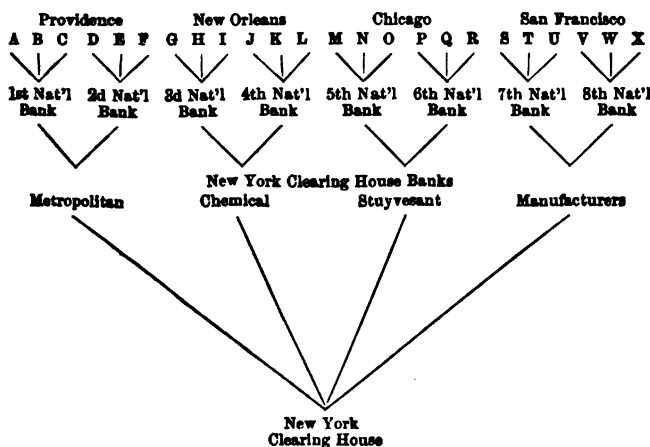 Providence New Orleans Chicago San Francisco
A B C D E F G H I J K L M N O P Q R S T U V W X
1st Nat'l 2d Nat'l 3d Nat'l 4th Nat'l 5th Nat'l 6th Nat'l 7th Nat'l 8th Nat'l
Bank Bank Bank Bank Bank Bank Bank Bank
New York Clearing House Banks
Metropolitan Chemical Stuyvesant Manufacturers
New York
Clearing House